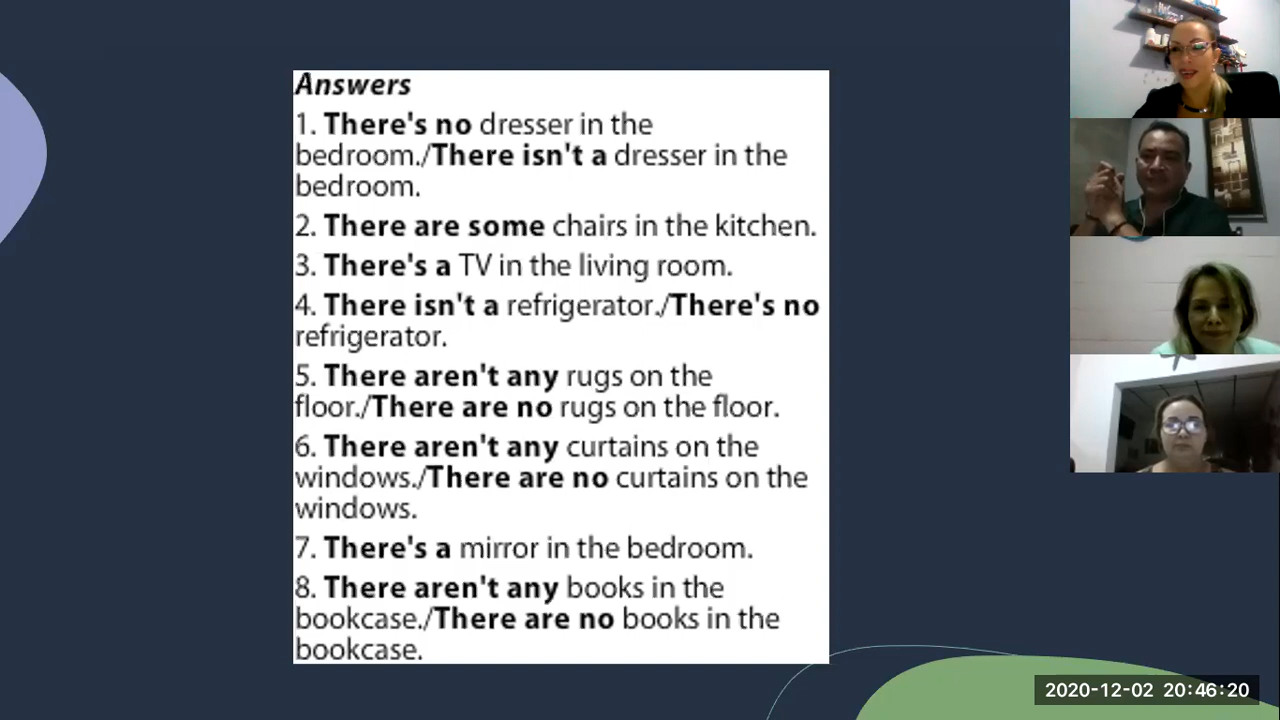 Answers
1. There's no dresser in the
bedroom./There isn't a dresser in the
bedroom.
2. There are some chairs in the kitchen.
3. There's a TV in the living room.
4. There isn't a refrigerator./There's no
refrigerator.
5. There aren't any rugs on the
floor./There are no rugs on the floor.
6. There aren't any curtains on the
windows./There are no curtains on the
windows.
7. There's a mirror in the bedroom.
8. There aren't any books in the
bookcase./There are no books in the
bookcase.
2020-12-02 20:46:20